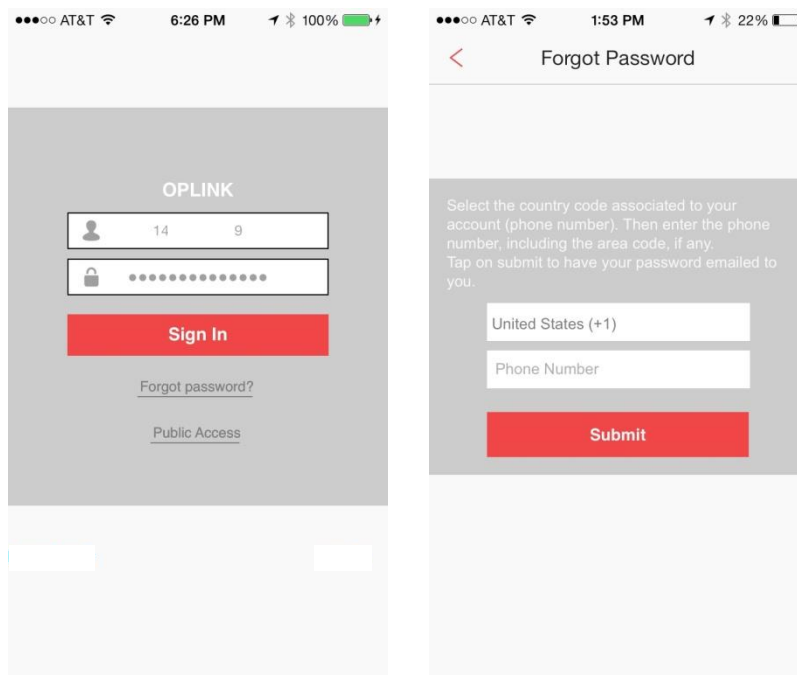 AT&T 6:26 PM 100%
OPLINK
14 9
Sign In
Forgot password?
Public Access
AT&T 1:53 PM 22%
Forgot Password
Select the country code associated to your
account (phone number). Then enter the phone
number, including the area code, if any.
Tap on submit to have your password emailed to
you.
United States (+1)
Phone Number
Submit